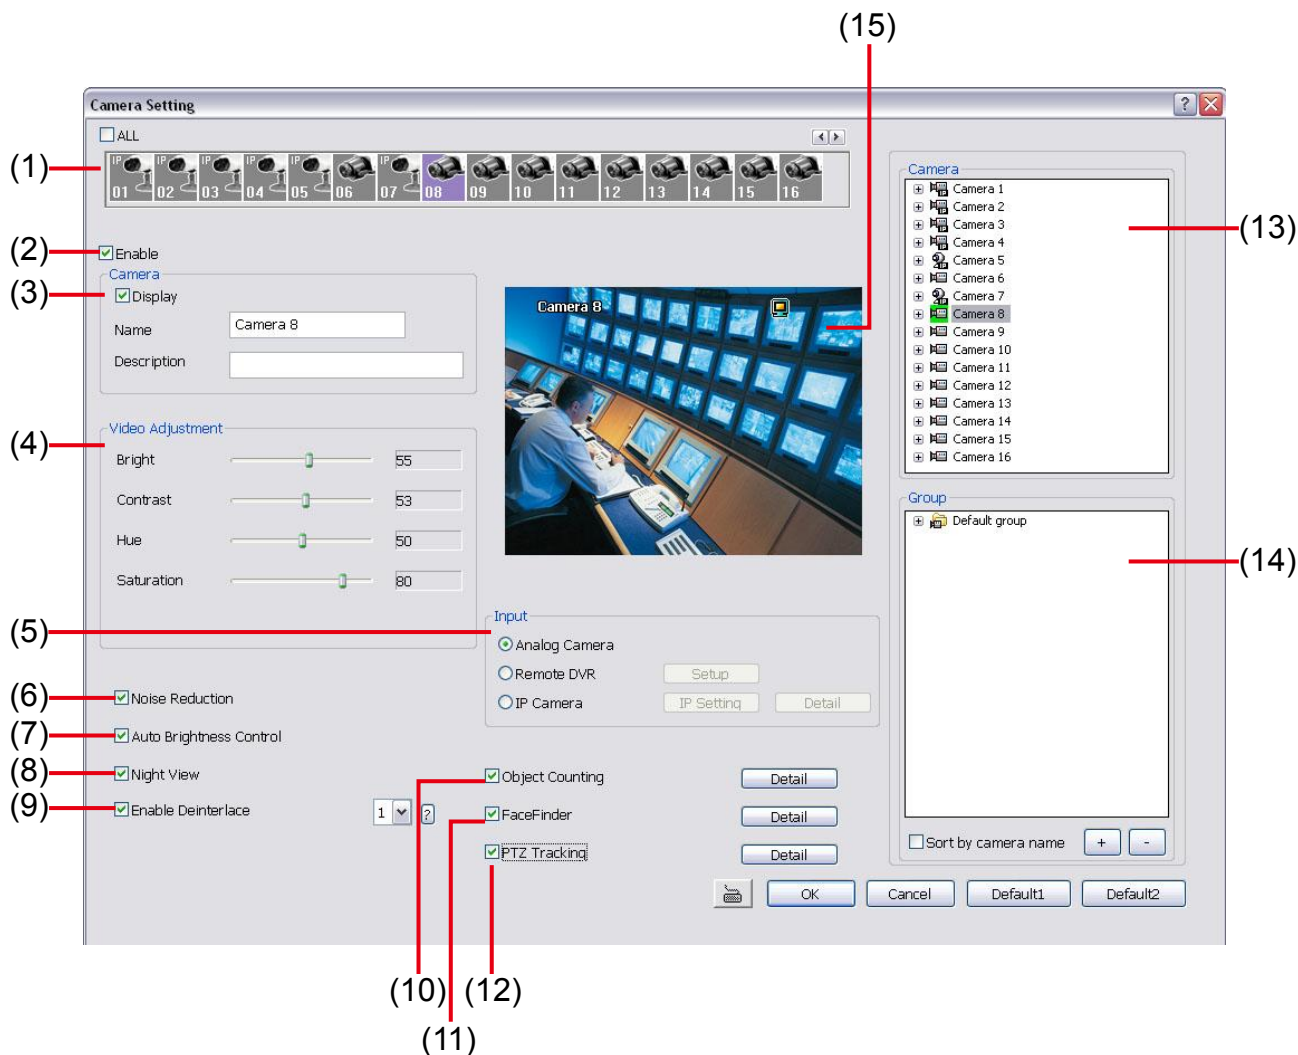 (15)
Camera Setting
?
ALL
(1)
IP 01 IP 02 IP 03 IP 04 IP 05 06 IP 07 08 09 10 11 12 13 14 15 16
(2)
Enable
Camera
(3)
Display
Name Camera 8
Description
(4)
Video Adjustment
Bright 55
Contrast 53
Hue 50
Saturation 80
Camera 8
(5)
Input
Analog Camera
Remote DVR Setup
IP Camera IP Setting Detail
(6)
Noise Reduction
(7)
Auto Brightness Control
(8)
Night View
(9)
Enable Deinterlace 1 ?
Object Counting Detail
FaceFinder Detail
PTZ Tracking Detail
(10)
(11)
(12)
Camera
Camera 1
Camera 2
Camera 3
Camera 4
Camera 5
Camera 6
Camera 7
Camera 8
Camera 9
Camera 10
Camera 11
Camera 12
Camera 13
Camera 14
Camera 15
Camera 16
(13)
Group
Default group
(14)
Sort by camera name + -
OK Cancel Default1 Default2